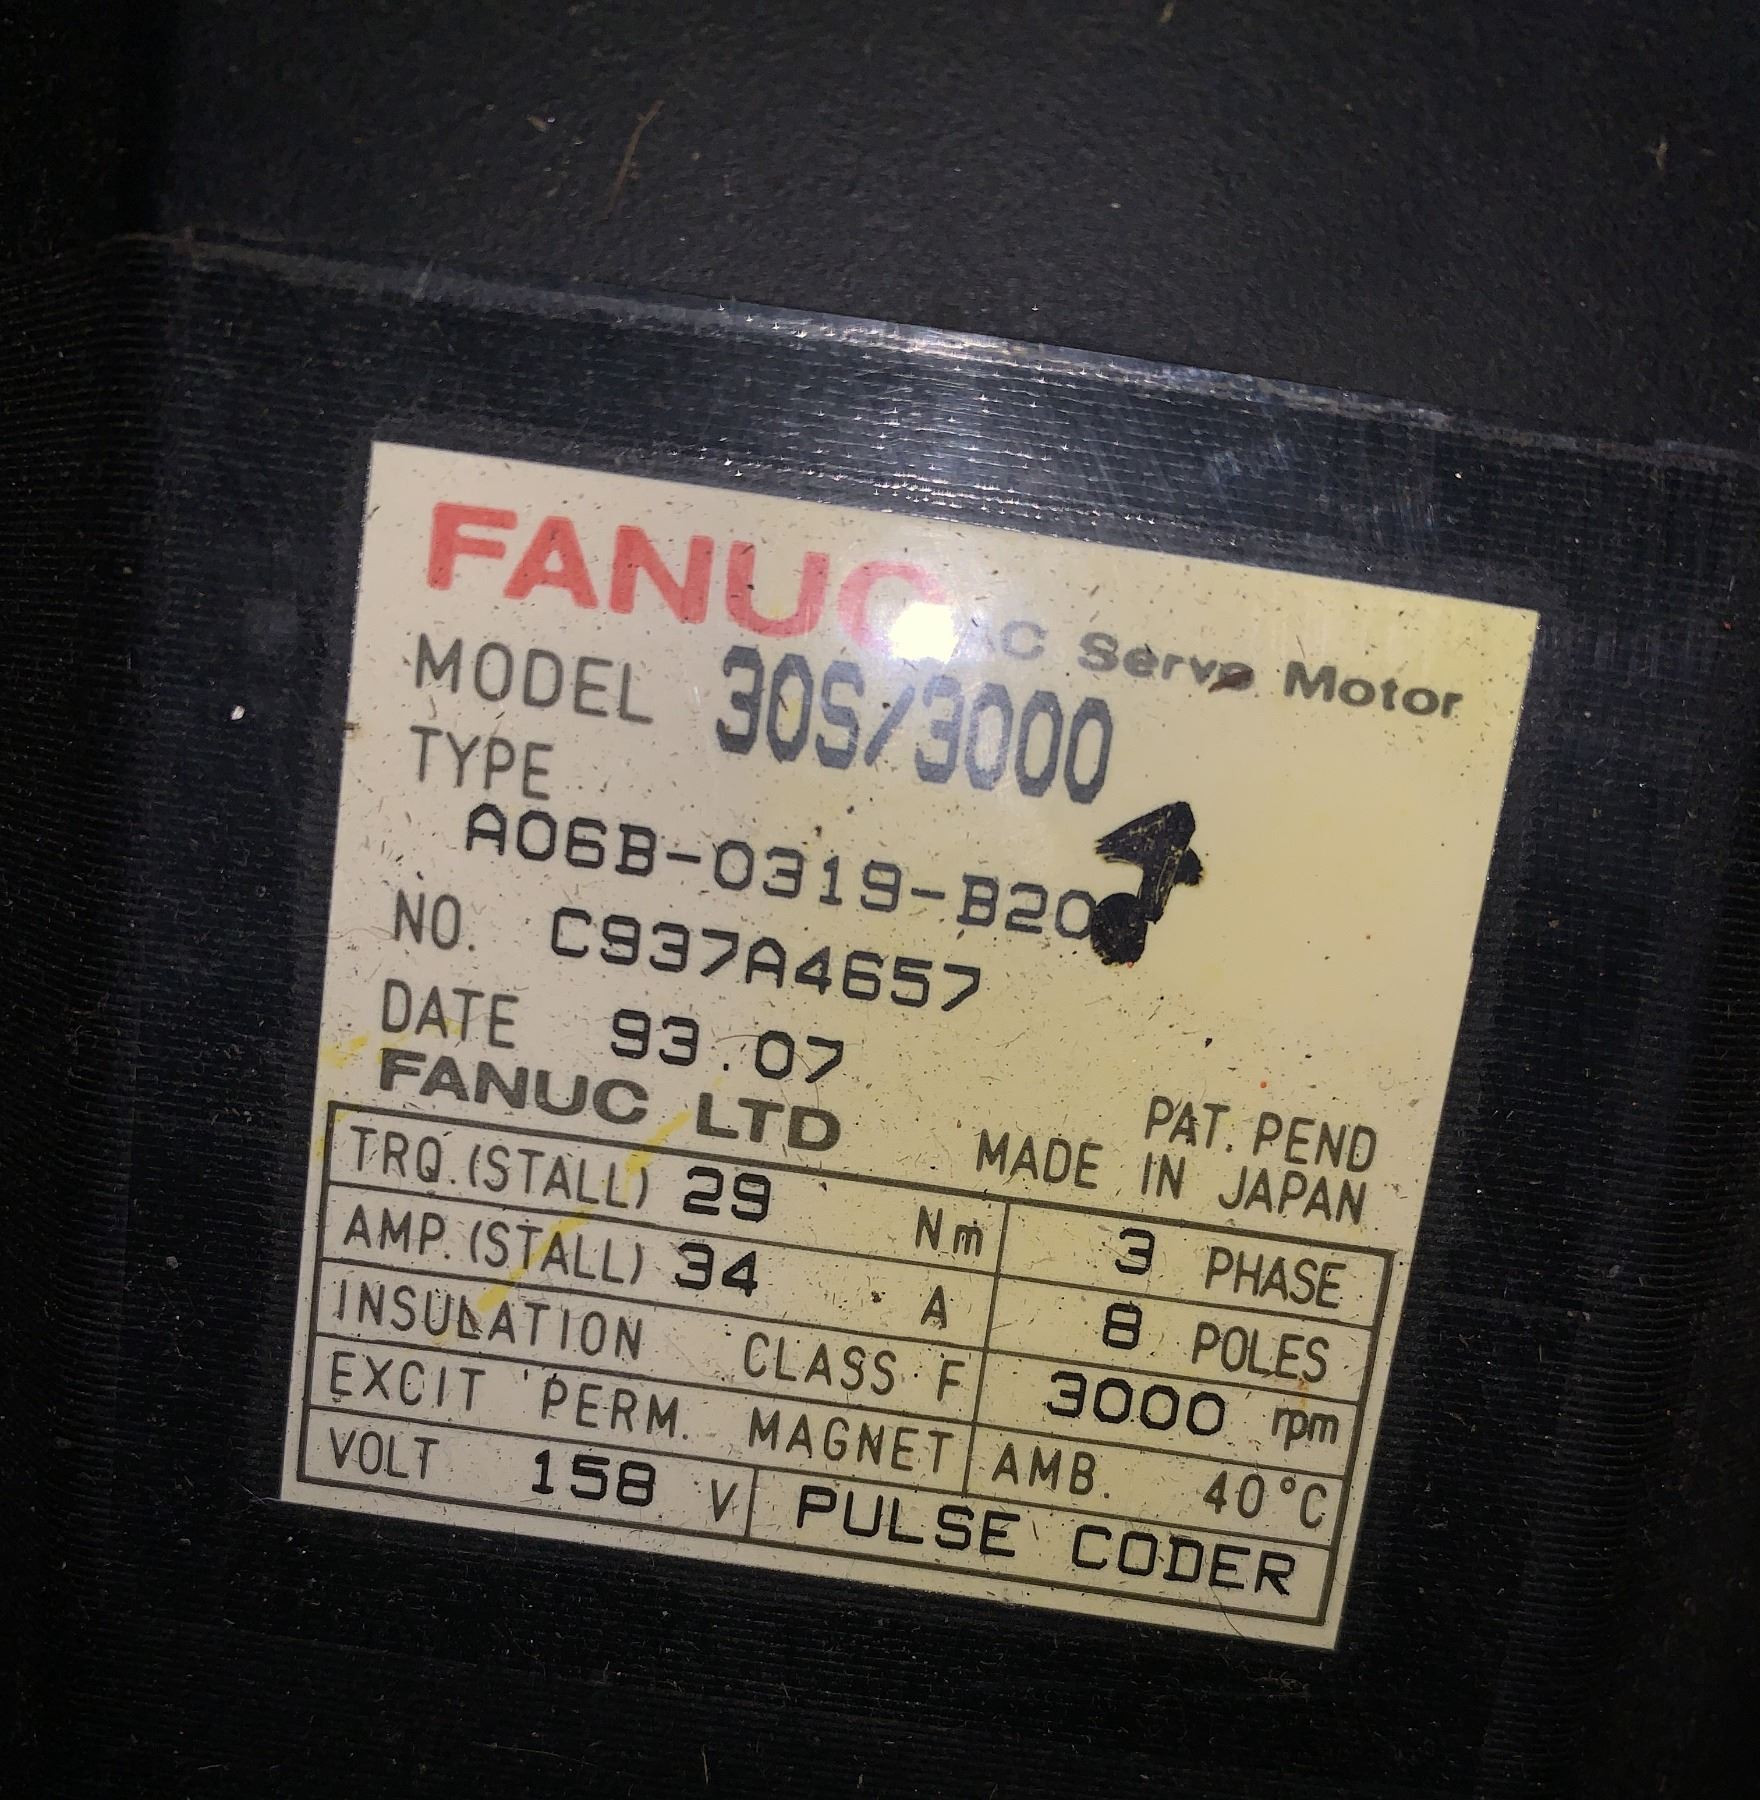 FANUC AC Servo Motor
MODEL 30S/3000
TYPE
A06B-0319-B20
NO. C937A4657
DATE 93.07
FANUC LTD
PAT. PEND
MADE IN JAPAN
TRQ.(STALL) 29 Nm 3 PHASE
AMP.(STALL) 34 A 8 POLES
INSULATION CLASS F 3000 rpm
EXCIT PERM. MAGNET AMB. 40°C
VOLT 158 V PULSE CODER